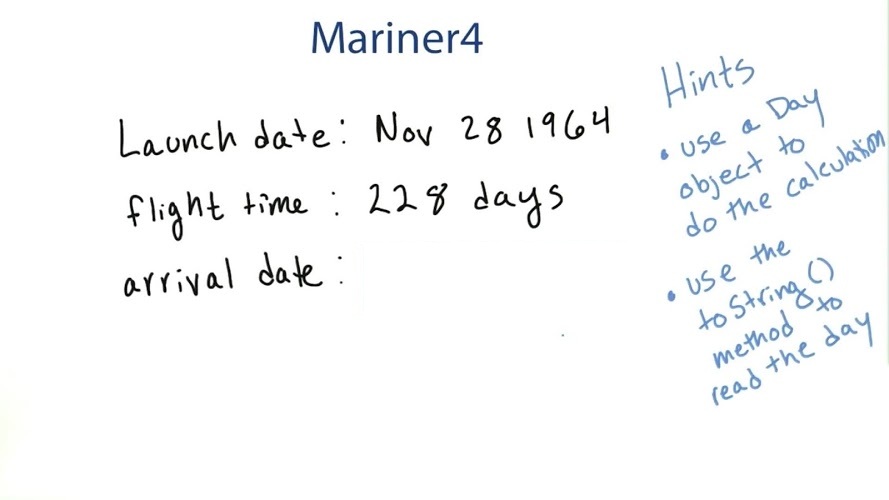 Mariner4
Launch date: Nov 28 1964
flight time: 228 days
arrival date:
Hints
• use a Day
object to
do the calculation
• use the
toString()
method to
read the day